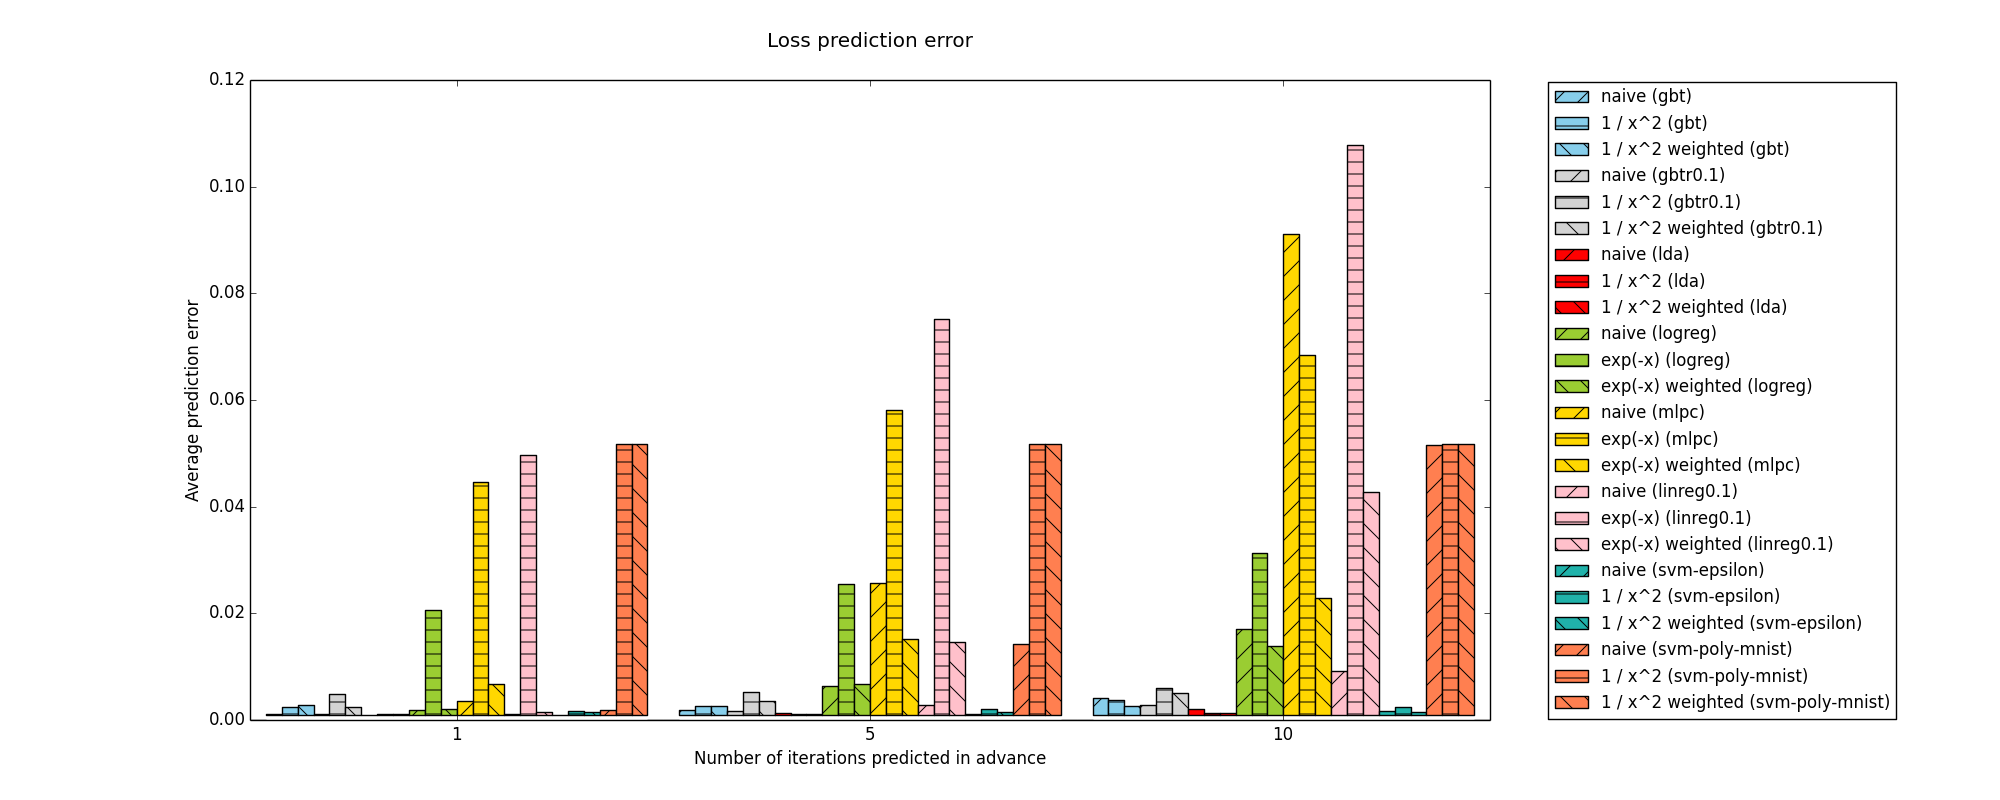 Loss prediction error
0.12
0.10
0.08
0.06
0.04
0.02
0.00
Average prediction error
1
5
10
Number of iterations predicted in advance
naive (gbt)
1 / x^2 (gbt)
1 / x^2 weighted (gbt)
naive (gbtr0.1)
1 / x^2 (gbtr0.1)
1 / x^2 weighted (gbtr0.1)
naive (lda)
1 / x^2 (lda)
1 / x^2 weighted (lda)
naive (logreg)
exp(-x) (logreg)
exp(-x) weighted (logreg)
naive (mlpc)
exp(-x) (mlpc)
exp(-x) weighted (mlpc)
naive (linreg0.1)
exp(-x) (linreg0.1)
exp(-x) weighted (linreg0.1)
naive (svm-epsilon)
1 / x^2 (svm-epsilon)
1 / x^2 weighted (svm-epsilon)
naive (svm-poly-mnist)
1 / x^2 (svm-poly-mnist)
1 / x^2 weighted (svm-poly-mnist)